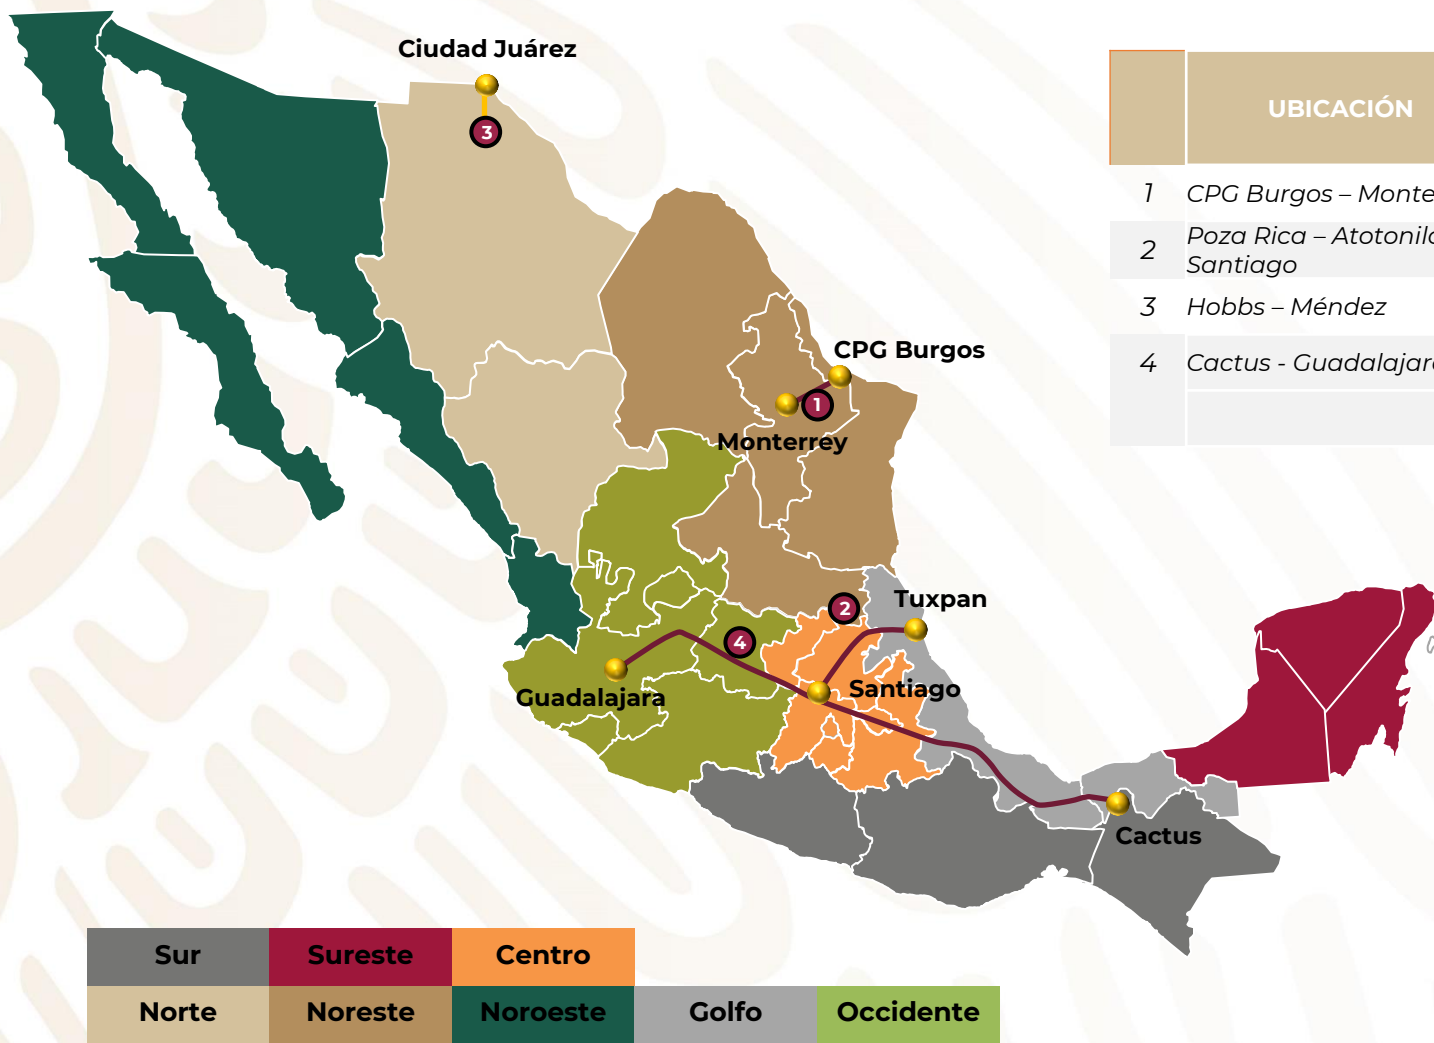 Ciudad Juárez
3
CPG Burgos
1
Monterrey
2
Tuxpan
4
Santiago
Guadalajara
Cactus
UBICACIÓN
1 CPG Burgos – Monte
2 Poza Rica – Atotonil
Santiago
3 Hobbs – Méndez
4 Cactus - Guadalajar
Sur Sureste Centro
Norte Noreste Noroeste Golfo Occidente